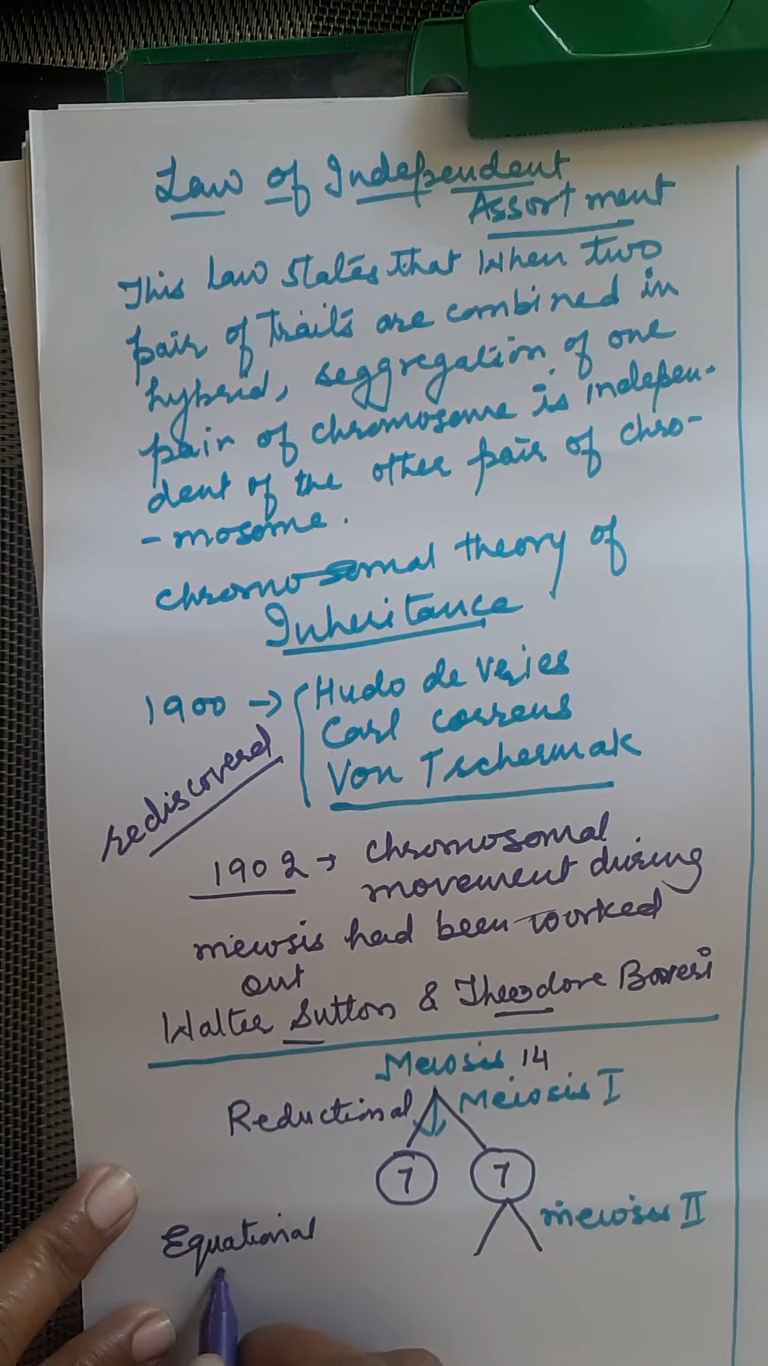 Law of Independent
Assortment
This Law states that When two
pair of traits are combined in
hybrid, seggregation of one
pair of chromosome is indepen-
dent of the other pair of chro-
-mosome.
chromosomal theory of
Inheritance
1900 → Hudo de Veries
Carl correns
Von Tschermak
rediscovered
1902 → chromosomal
movement during
meiosis had been worked
out
Walter Sutton & Theodore Boveri
Meiosis 14
Reductional Meiosis I
7 7
meiosis II
Equational